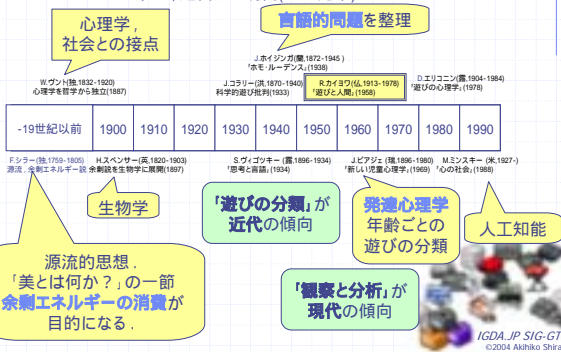 心理学,
社会との接点
言語的問題を整理
J.ホイジンガ(蘭,1872-1945 )
『ホモ・ルーデンス』(1938)
W.ヴント(独,1832-1920)
心理学を哲学から独立(1887)
J.コラリー(洪,1870-1940)
科学的遊び批判(1933)
R.カイヨワ(仏,1913-1978)
『遊びと人間』(1958)
D.エリコニン(露,1904-1984)
『遊びの心理学』(1978)
-19世紀以前 1900 1910 1920 1930 1940 1950 1960 1970 1980 1990
F.シラー(独,1759-1805)
源流, 余剰エネルギー説
H.スペンサー(英,1820-1903)
余剰説を生物学に展開(1897)
S.ヴィゴツキー (露,1896-1934)
『思考と言語』(1934)
J.ピアジェ (瑞,1896-1980)
『新しい児童心理学』(1969)
M.ミンスキー (米,1927-)
『心の社会』(1988)
生物学
「遊びの分類」が
近代の傾向
発達心理学
年齢ごとの
遊びの分類
人工知能
源流的思想.
「美とは何か?」の一節
余剰エネルギーの消費が
目的になる.
「観察と分析」が
現代の傾向
IGDA.JP SIG-GT
©2004 Akihiko Shira